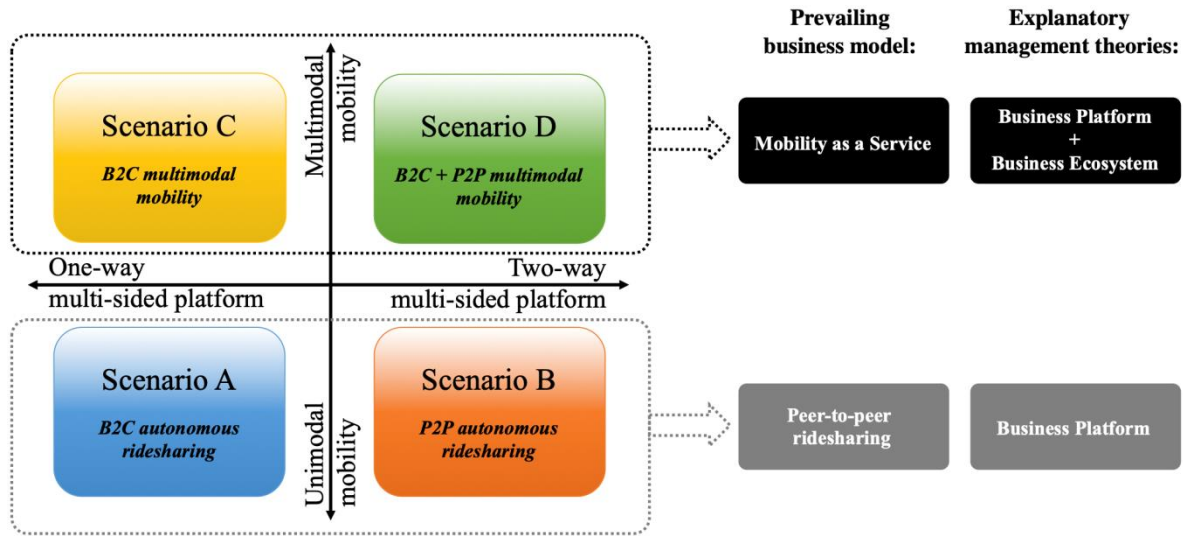 Prevailing
business model:
Explanatory
management theories:
Multimodal
mobility
Scenario C
B2C multimodal
mobility
Scenario D
B2C + P2P multimodal
mobility
Mobility as a Service
Business Platform
+
Business Ecosystem
One-way
multi-sided platform
Two-way
multi-sided platform
Scenario A
B2C autonomous
ridesharing
Unimodal
mobility
Scenario B
P2P autonomous
ridesharing
Peer-to-peer
ridesharing
Business Platform